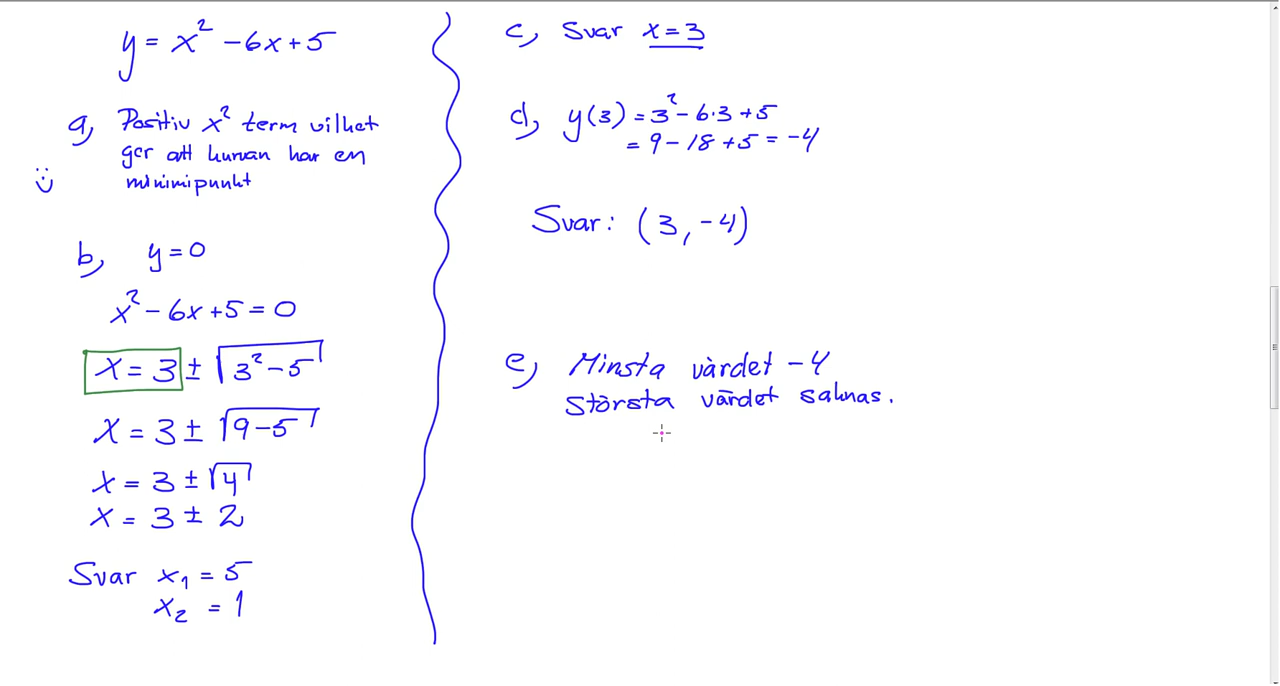 y = x² - 6x + 5
a) Positiv x² term vilket
ger att kurvan har en
minimipunkt
b) y = 0
x² - 6x + 5 = 0
x = 3 ± √(3² - 5)
x = 3 ± √(9 - 5)
x = 3 ± √4
x = 3 ± 2
Svar x₁ = 5
x₂ = 1
c) Svar x = 3
d) y(3) = 3² - 6·3 + 5
= 9 - 18 + 5 = -4
Svar: (3, -4)
e) Minsta värdet -4
Största värdet saknas.